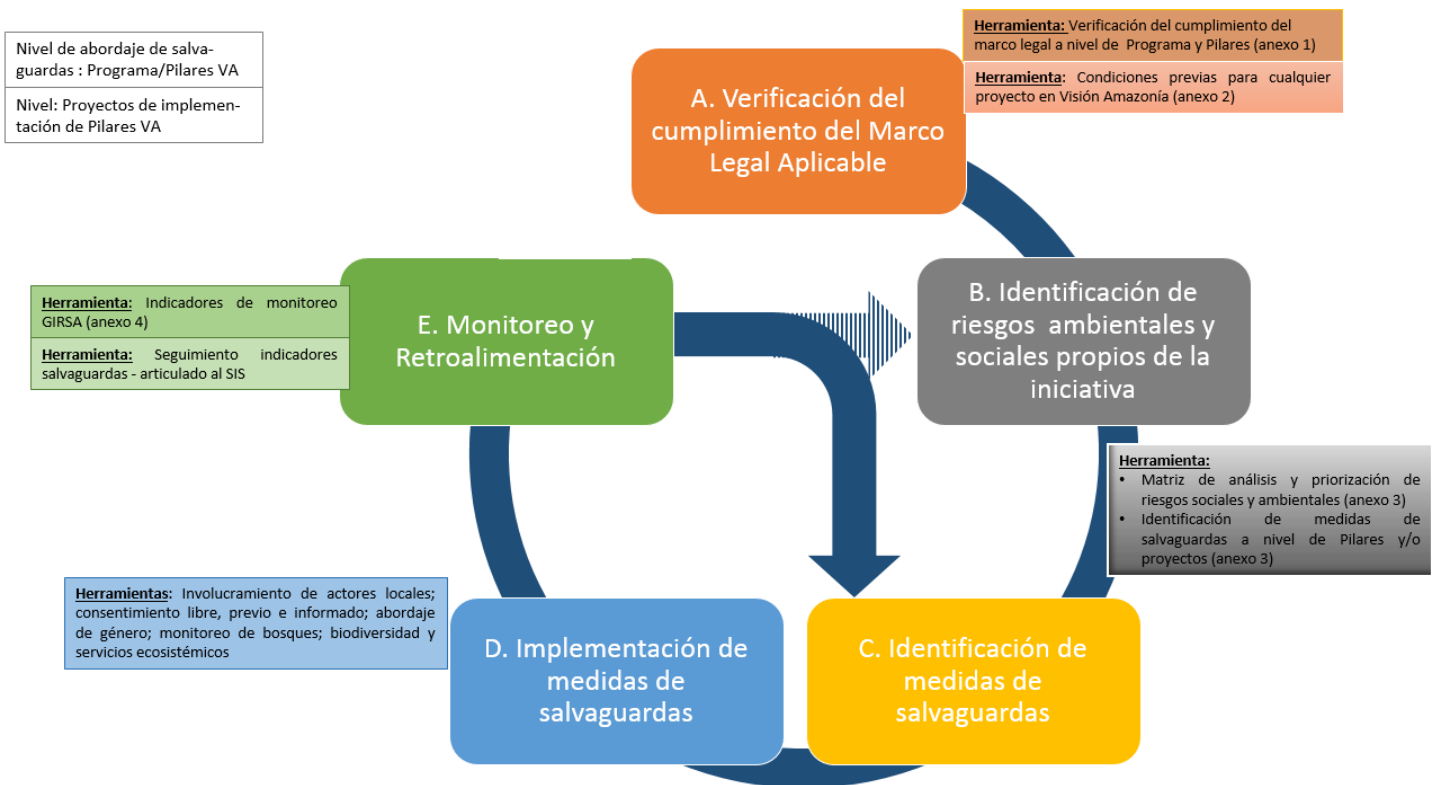 Nivel de abordaje de salva-
guardas : Programa/Pilares VA
Nivel: Proyectos de implemen-
tación de Pilares VA
Herramienta: Verificación del cumplimiento del
marco legal a nivel de Programa y Pilares (anexo 1)
Herramienta: Condiciones previas para cualquier
proyecto en Visión Amazonía (anexo 2)
A. Verificación del
cumplimiento del Marco
Legal Aplicable
B. Identificación de
riesgos ambientales y
sociales propios de la
iniciativa
Herramienta:
• Matriz de análisis y priorización de
riesgos sociales y ambientales (anexo 3)
• Identificación de medidas de
salvaguardas a nivel de Pilares y/o
proyectos (anexo 3)
C. Identificación de
medidas de
salvaguardas
D. Implementación de
medidas de
salvaguardas
Herramientas: Involucramiento de actores locales;
consentimiento libre, previo e informado; abordaje
de género; monitoreo de bosques; biodiversidad y
servicios ecosistémicos
E. Monitoreo y
Retroalimentación
Herramienta: Indicadores de monitoreo
GIRSA (anexo 4)
Herramienta: Seguimiento indicadores
salvaguardas - articulado al SIS